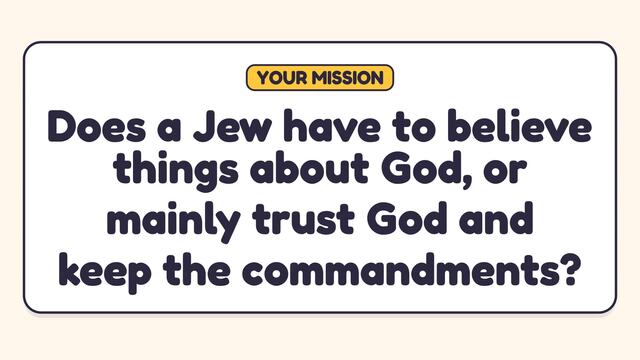 YOUR MISSION
Does a Jew have to believe
things about God, or
mainly trust God and
keep the commandments?